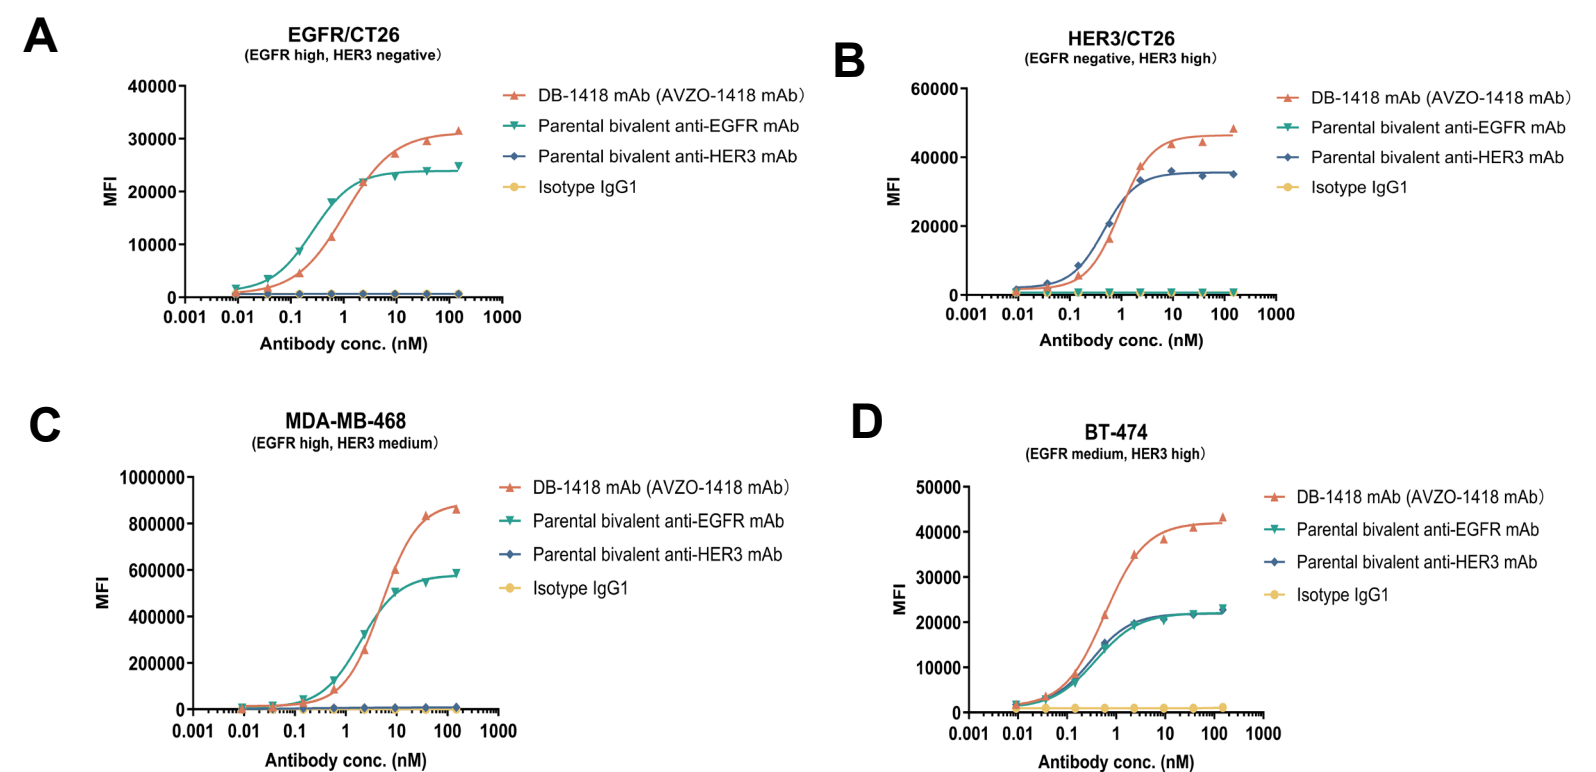 A
EGFR/CT26
(EGFR high, HER3 negative)
40000
30000
20000
10000
0
MFI
0.001 0.01 0.1 1 10 100 1000
Antibody conc. (nM)
DB-1418 mAb (AVZO-1418 mAb)
Parental bivalent anti-EGFR mAb
Parental bivalent anti-HER3 mAb
Isotype IgG1
B
HER3/CT26
(EGFR negative, HER3 high)
60000
40000
20000
0
MFI
0.001 0.01 0.1 1 10 100 1000
Antibody conc. (nM)
DB-1418 mAb (AVZO-1418 mAb)
Parental bivalent anti-EGFR mAb
Parental bivalent anti-HER3 mAb
Isotype IgG1
C
MDA-MB-468
(EGFR high, HER3 medium)
1000000
800000
600000
400000
200000
0
MFI
0.001 0.01 0.1 1 10 100 1000
Antibody conc. (nM)
DB-1418 mAb (AVZO-1418 mAb)
Parental bivalent anti-EGFR mAb
Parental bivalent anti-HER3 mAb
Isotype IgG1
D
BT-474
(EGFR medium, HER3 high)
50000
40000
30000
20000
10000
0
MFI
0.001 0.01 0.1 1 10 100 1000
Antibody conc. (nM)
DB-1418 mAb (AVZO-1418 mAb)
Parental bivalent anti-EGFR mAb
Parental bivalent anti-HER3 mAb
Isotype IgG1